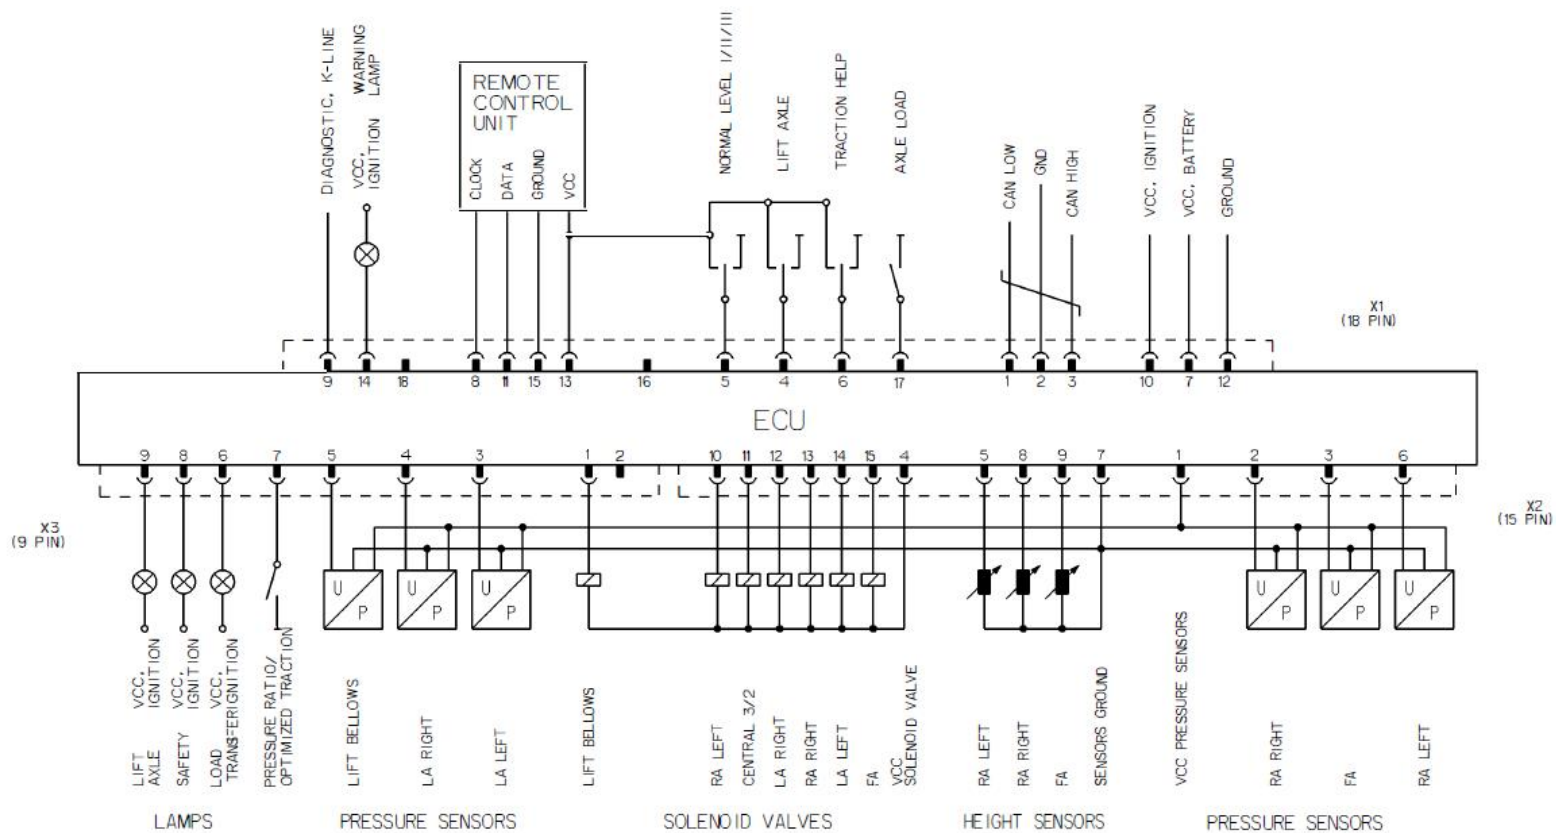 DIAGNOSTIC, K-LINE
VCC, IGNITION
WARNING LAMP
REMOTE
CONTROL
UNIT
CLOCK
DATA
GROUND
VCC
NORMAL LEVEL I/II/III
LIFT AXLE
TRACTION HELP
AXLE LOAD
CAN LOW
GND
CAN HIGH
VCC, IGNITION
VCC, BATTERY
GROUND
X1
(18 PIN)
9 14 18 8 11 15 13 16 5 4 6 17 1 2 3 10 7 12
ECU
9 8 6 7 5 4 3 1 2 10 11 12 13 14 15 4 5 8 9 7 1 2 3 6
X3
(9 PIN)
X2
(15 PIN)
U U U U U U
P P P P P P
LIFT
AXLE
VCC,
IGNITION
SAFETY
VCC,
IGNITION
LOAD
TRANSFER
VCC,
IGNITION
PRESSURE RATIO/
OPTIMIZED TRACTION
LIFT BELLOWS
LA RIGHT
LA LEFT
LIFT BELLOWS
RA LEFT
CENTRAL 3/2
LA RIGHT
RA RIGHT
LA LEFT
FA
VCC
SOLENOID VALVE
RA LEFT
RA RIGHT
FA
SENSORS GROUND
VCC PRESSURE SENSORS
RA RIGHT
FA
RA LEFT
LAMPS
PRESSURE SENSORS
SOLENOID VALVES
HEIGHT SENSORS
PRESSURE SENSORS